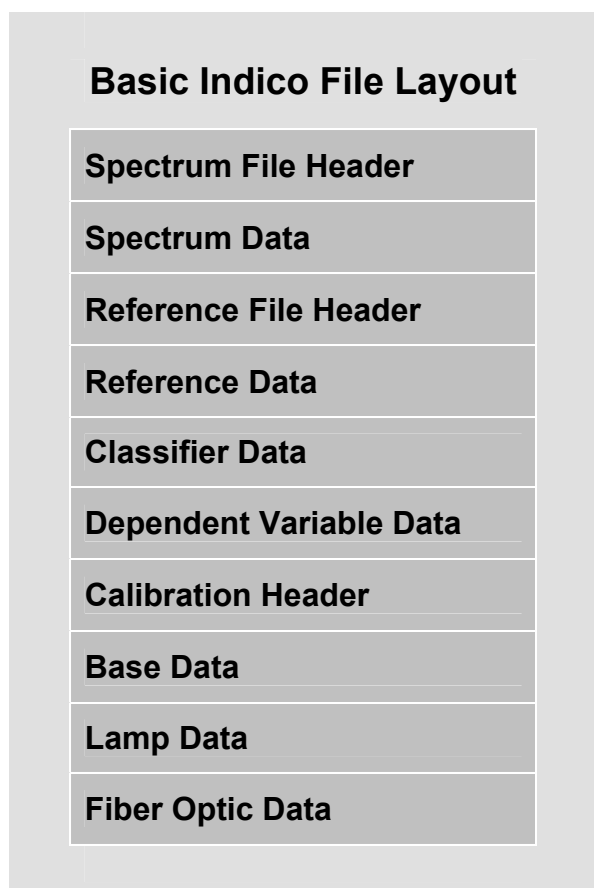 Basic Indico File Layout
Spectrum File Header
Spectrum Data
Reference File Header
Reference Data
Classifier Data
Dependent Variable Data
Calibration Header
Base Data
Lamp Data
Fiber Optic Data